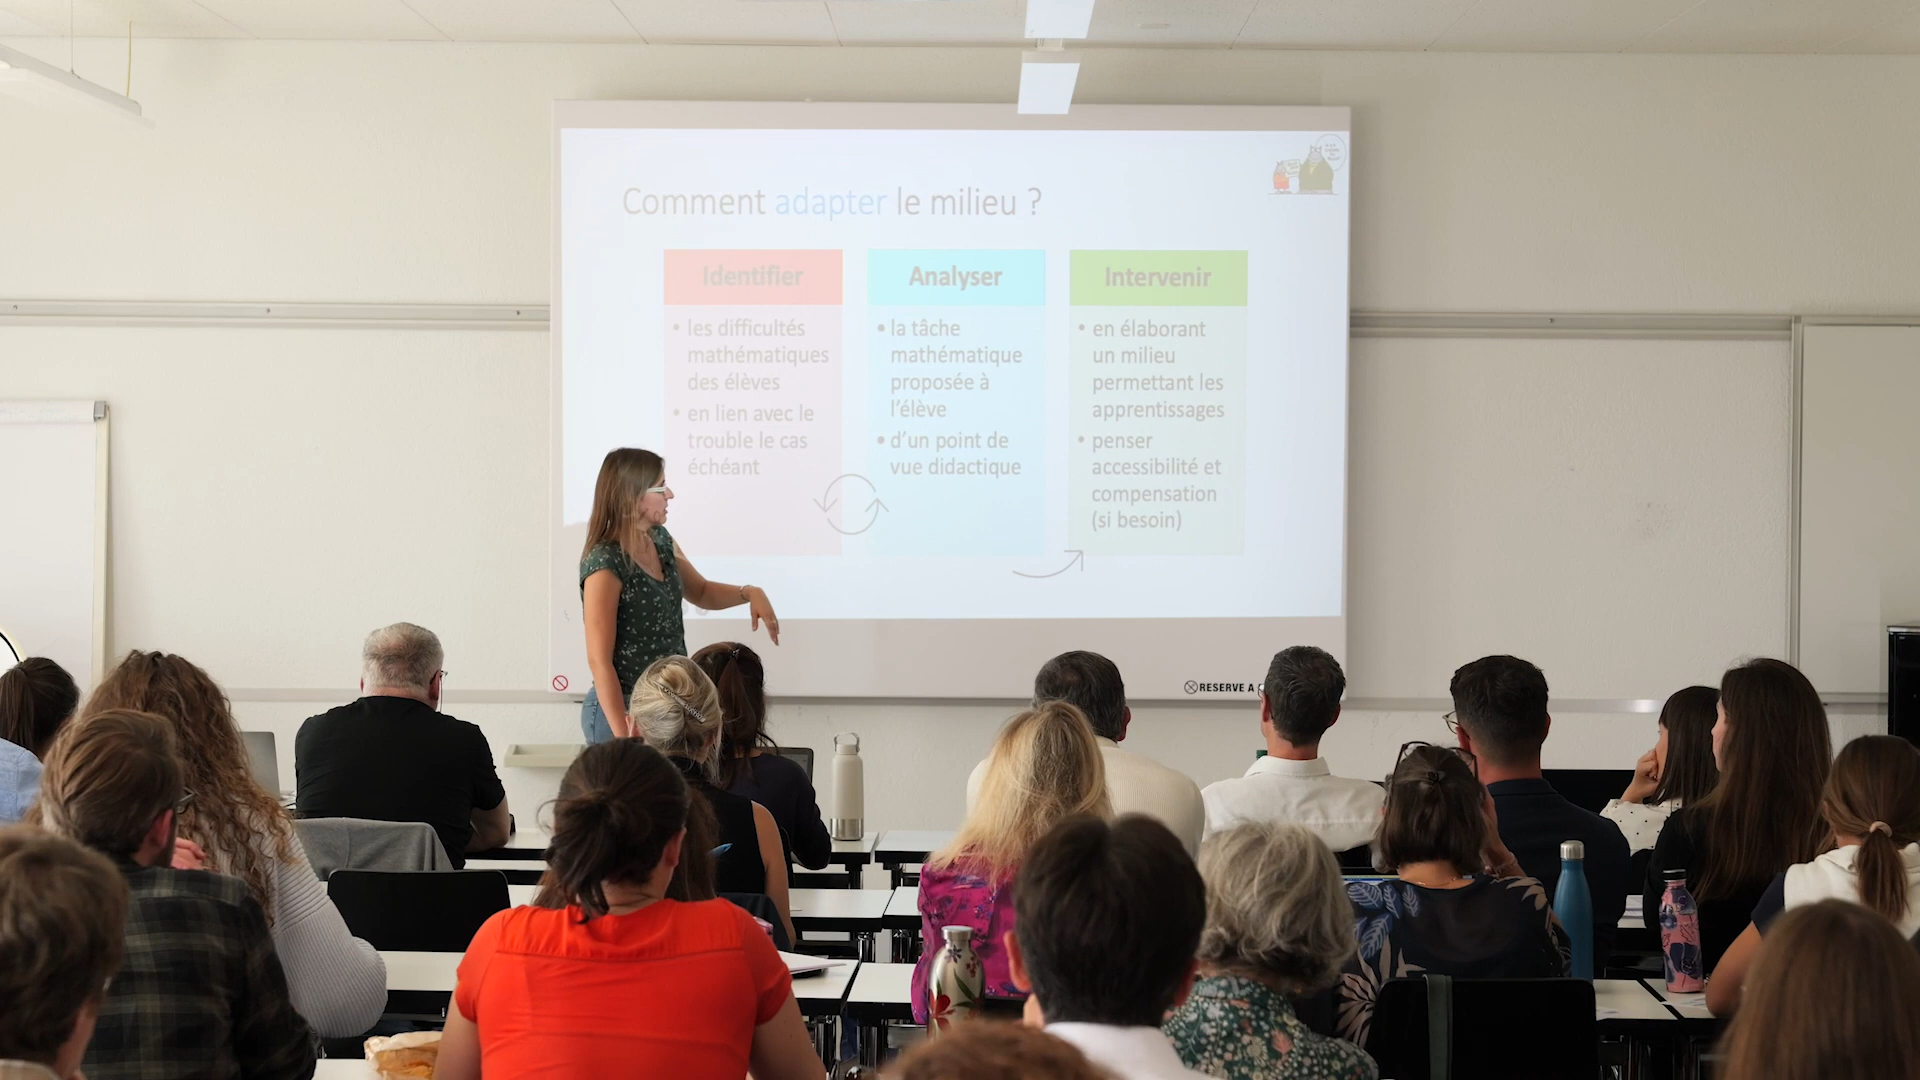 Comment adapter le milieu ?
Identifier
• les difficultés
mathématiques
des élèves
• en lien avec le
trouble le cas
échéant
Analyser
• la tâche
mathématique
proposée à
l'élève
• d'un point de
vue didactique
Intervenir
• en élaborant
un milieu
permettant les
apprentissages
• penser
accessibilité et
compensation
(si besoin)
RESERVE A